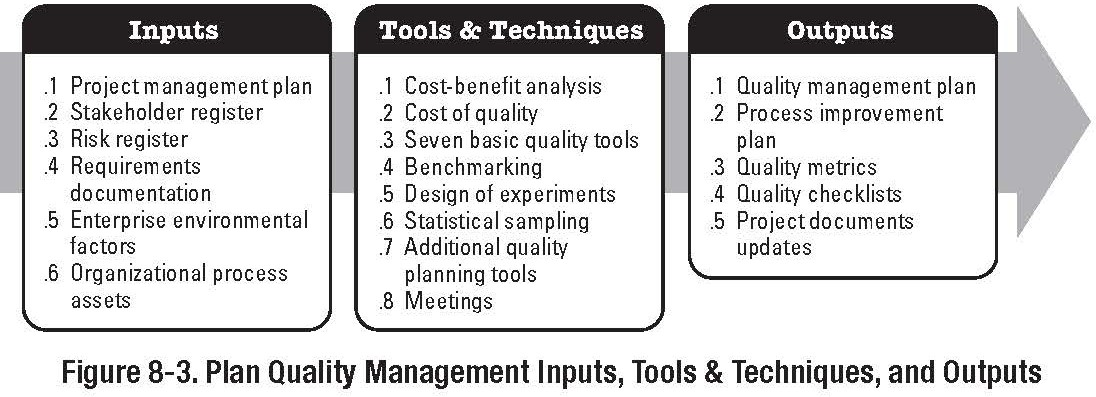 Inputs
.1 Project management plan
.2 Stakeholder register
.3 Risk register
.4 Requirements
documentation
.5 Enterprise environmental
factors
.6 Organizational process
assets
Tools & Techniques
.1 Cost-benefit analysis
.2 Cost of quality
.3 Seven basic quality tools
.4 Benchmarking
.5 Design of experiments
.6 Statistical sampling
.7 Additional quality
planning tools
.8 Meetings
Outputs
.1 Quality management plan
.2 Process improvement
plan
.3 Quality metrics
.4 Quality checklists
.5 Project documents
updates
Figure 8-3. Plan Quality Management Inputs, Tools & Techniques, and Outputs